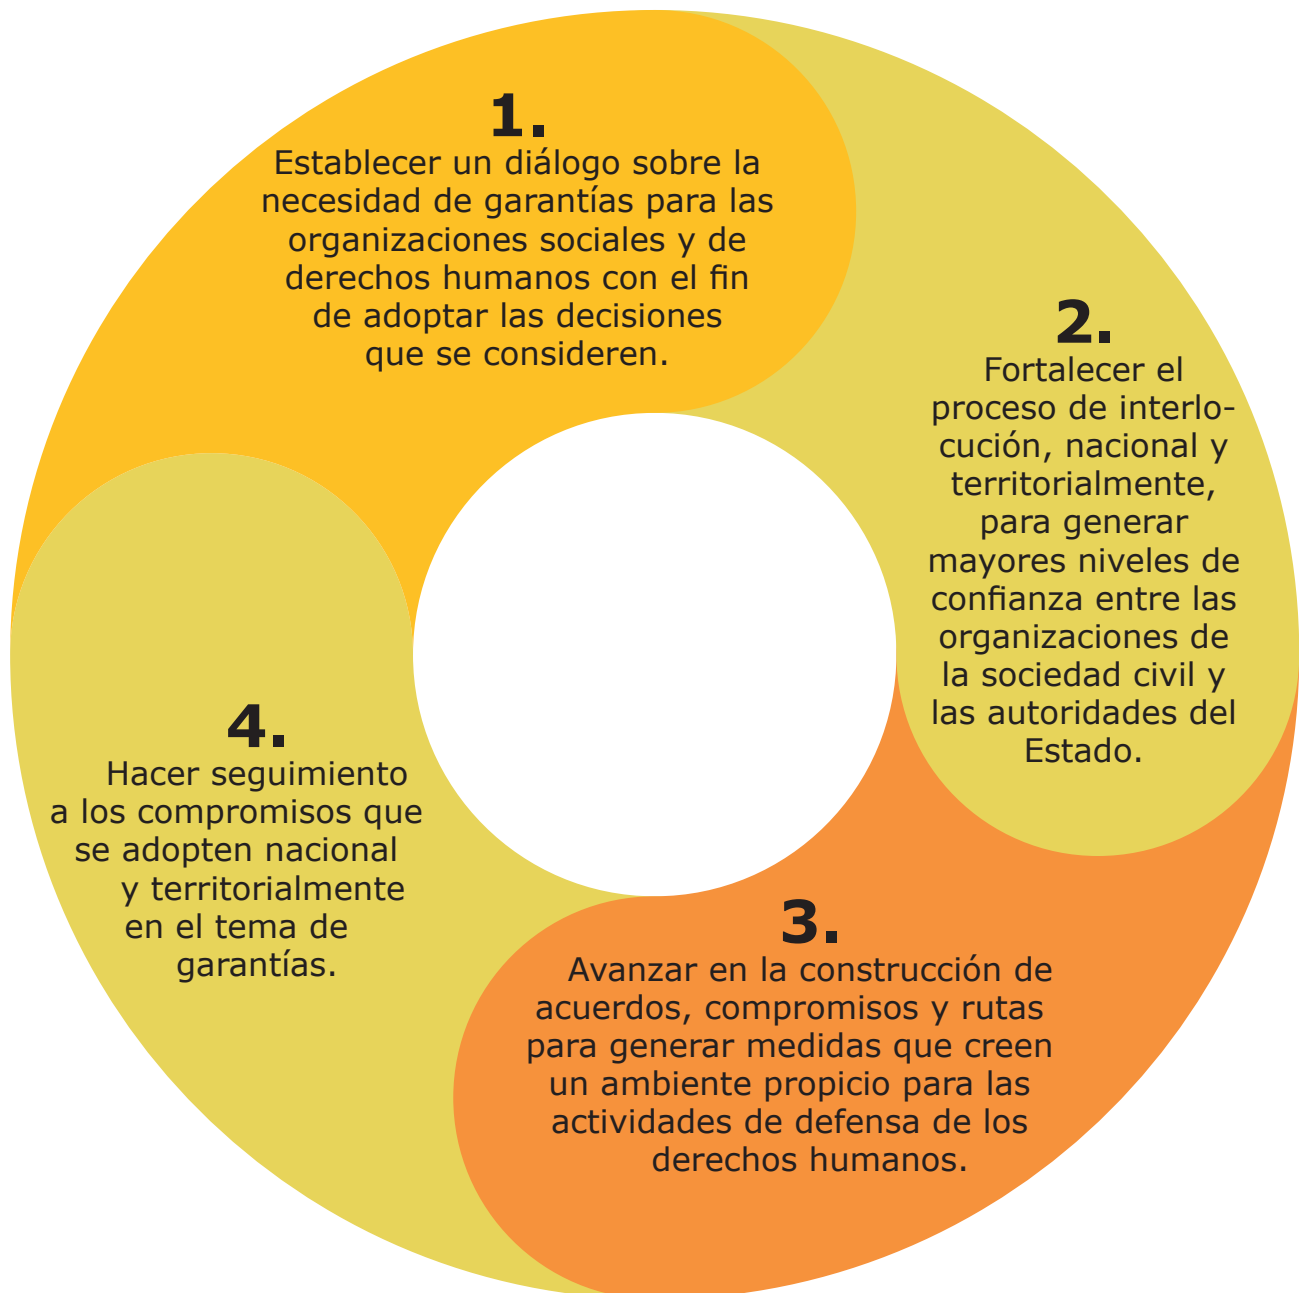 1.
Establecer un diálogo sobre la
necesidad de garantías para las
organizaciones sociales y de
derechos humanos con el fin
de adoptar las decisiones
que se consideren.
2.
Fortalecer el
proceso de interlo-
cución, nacional y
territorialmente,
para generar
mayores niveles de
confianza entre las
organizaciones de
la sociedad civil y
las autoridades del
Estado.
3.
Avanzar en la construcción de
acuerdos, compromisos y rutas
para generar medidas que creen
un ambiente propicio para las
actividades de defensa de los
derechos humanos.
4.
Hacer seguimiento
a los compromisos que
se adopten nacional
y territorialmente
en el tema de
garantías.